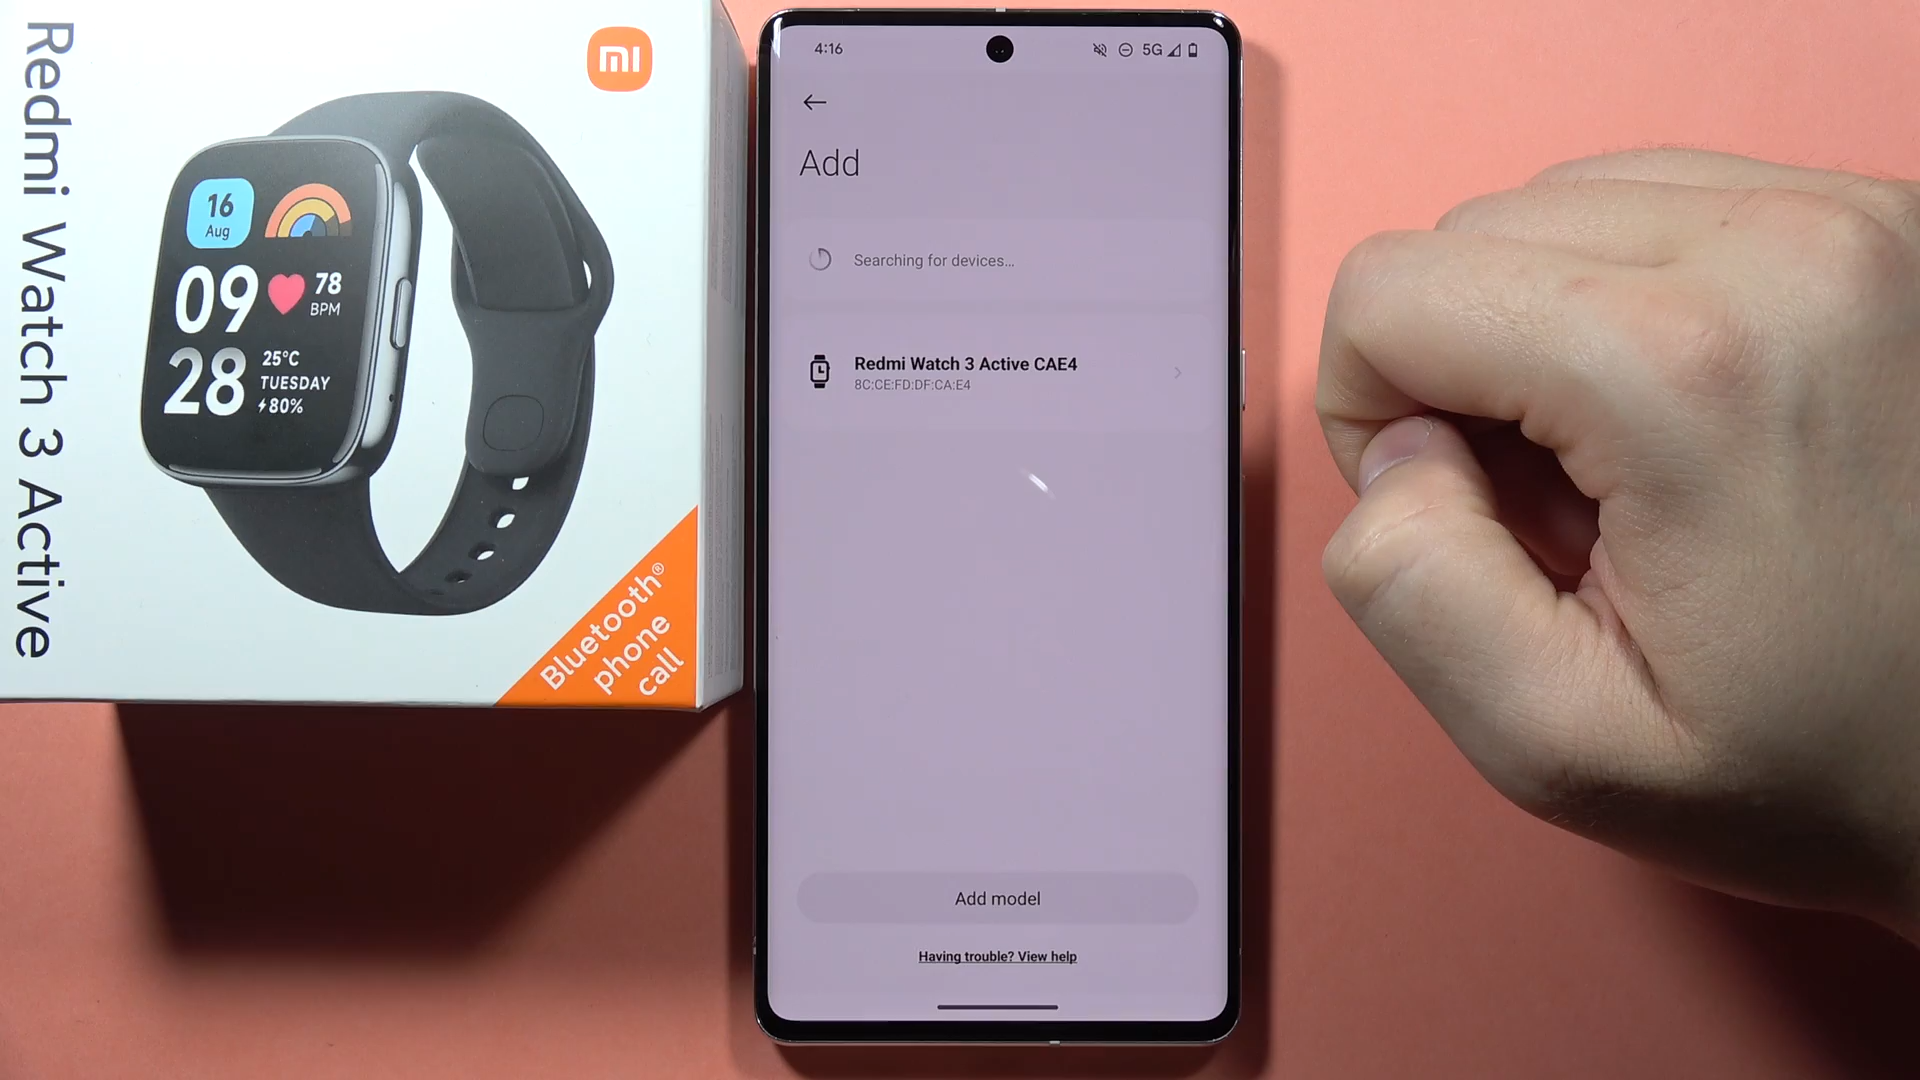 Redmi Watch 3 Active
mi
16
Aug
09
78
BPM
28
25°C
TUESDAY
80%
Bluetooth®
phone
call
4:16
5G
Add
Searching for devices…
Redmi Watch 3 Active CAE4
8C:CE:FD:DF:CA:E4
Add model
Having trouble? View help